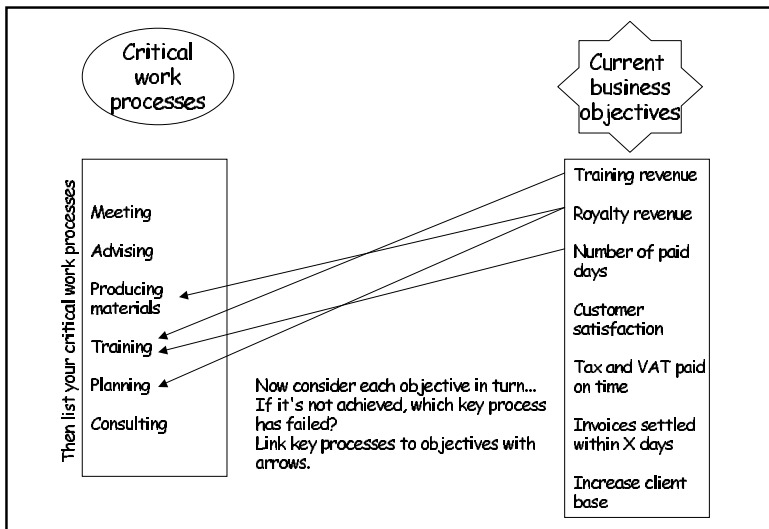 Critical
work
processes
Current
business
objectives
Then list your critical work processes
Meeting
Advising
Producing
materials
Training
Planning
Consulting
Training revenue
Royalty revenue
Number of paid
days
Customer
satisfaction
Tax and VAT paid
on time
Invoices settled
within X days
Increase client
base
Now consider each objective in turn...
If it's not achieved, which key process
has failed?
Link key processes to objectives with
arrows.